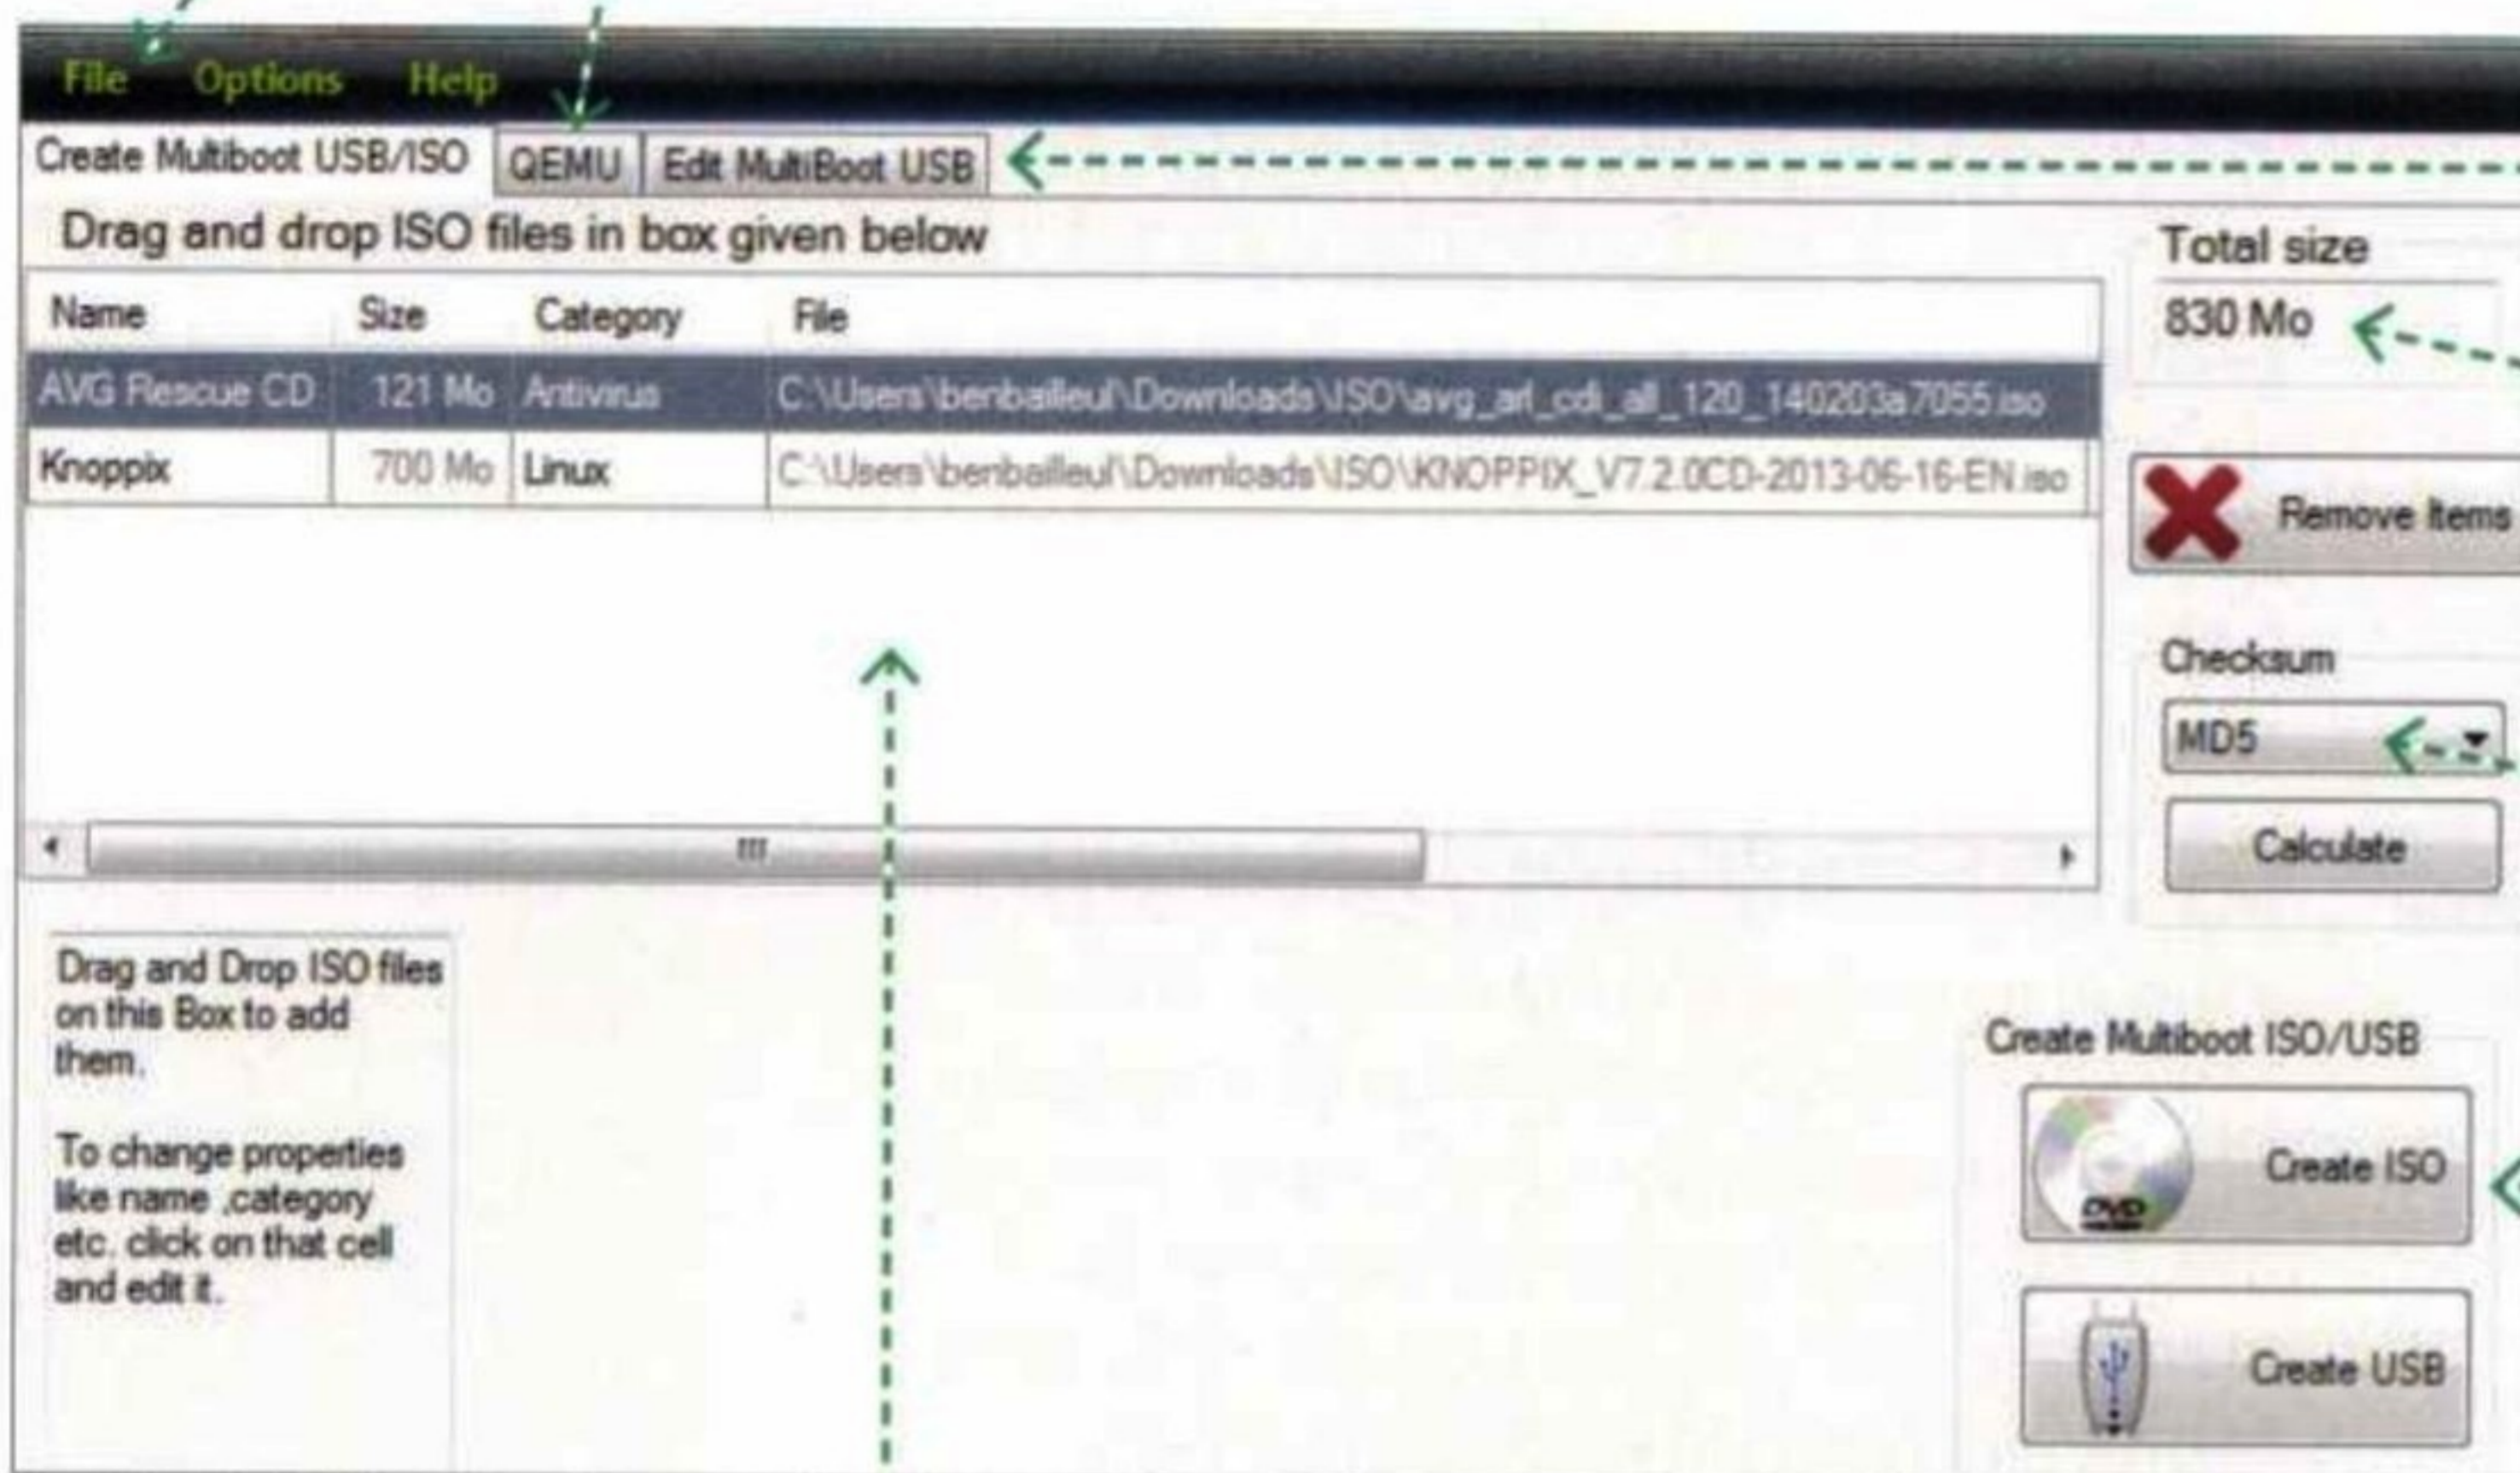 File Options Help
Create Multiboot USB/ISO QEMU Edit MultiBoot USB
Drag and drop ISO files in box given below
Name Size Category File
AVG Rescue CD 121 Mo Antivirus C:\Users\benbailleul\Downloads\ISO\avg_arl_cdi_all_120_140203a7055.iso
Knoppix 700 Mo Linux C:\Users\benbailleul\Downloads\ISO\KNOPPIX_V7.2.0CD-2013-06-16-EN.iso
Total size
830 Mo
Remove Items
Checksum
MD5
Calculate
Drag and Drop ISO files
on this Box to add
them.
To change properties
like name ,category
etc. click on that cell
and edit it.
Create Multiboot ISO/USB
DVD
Create ISO
Create USB